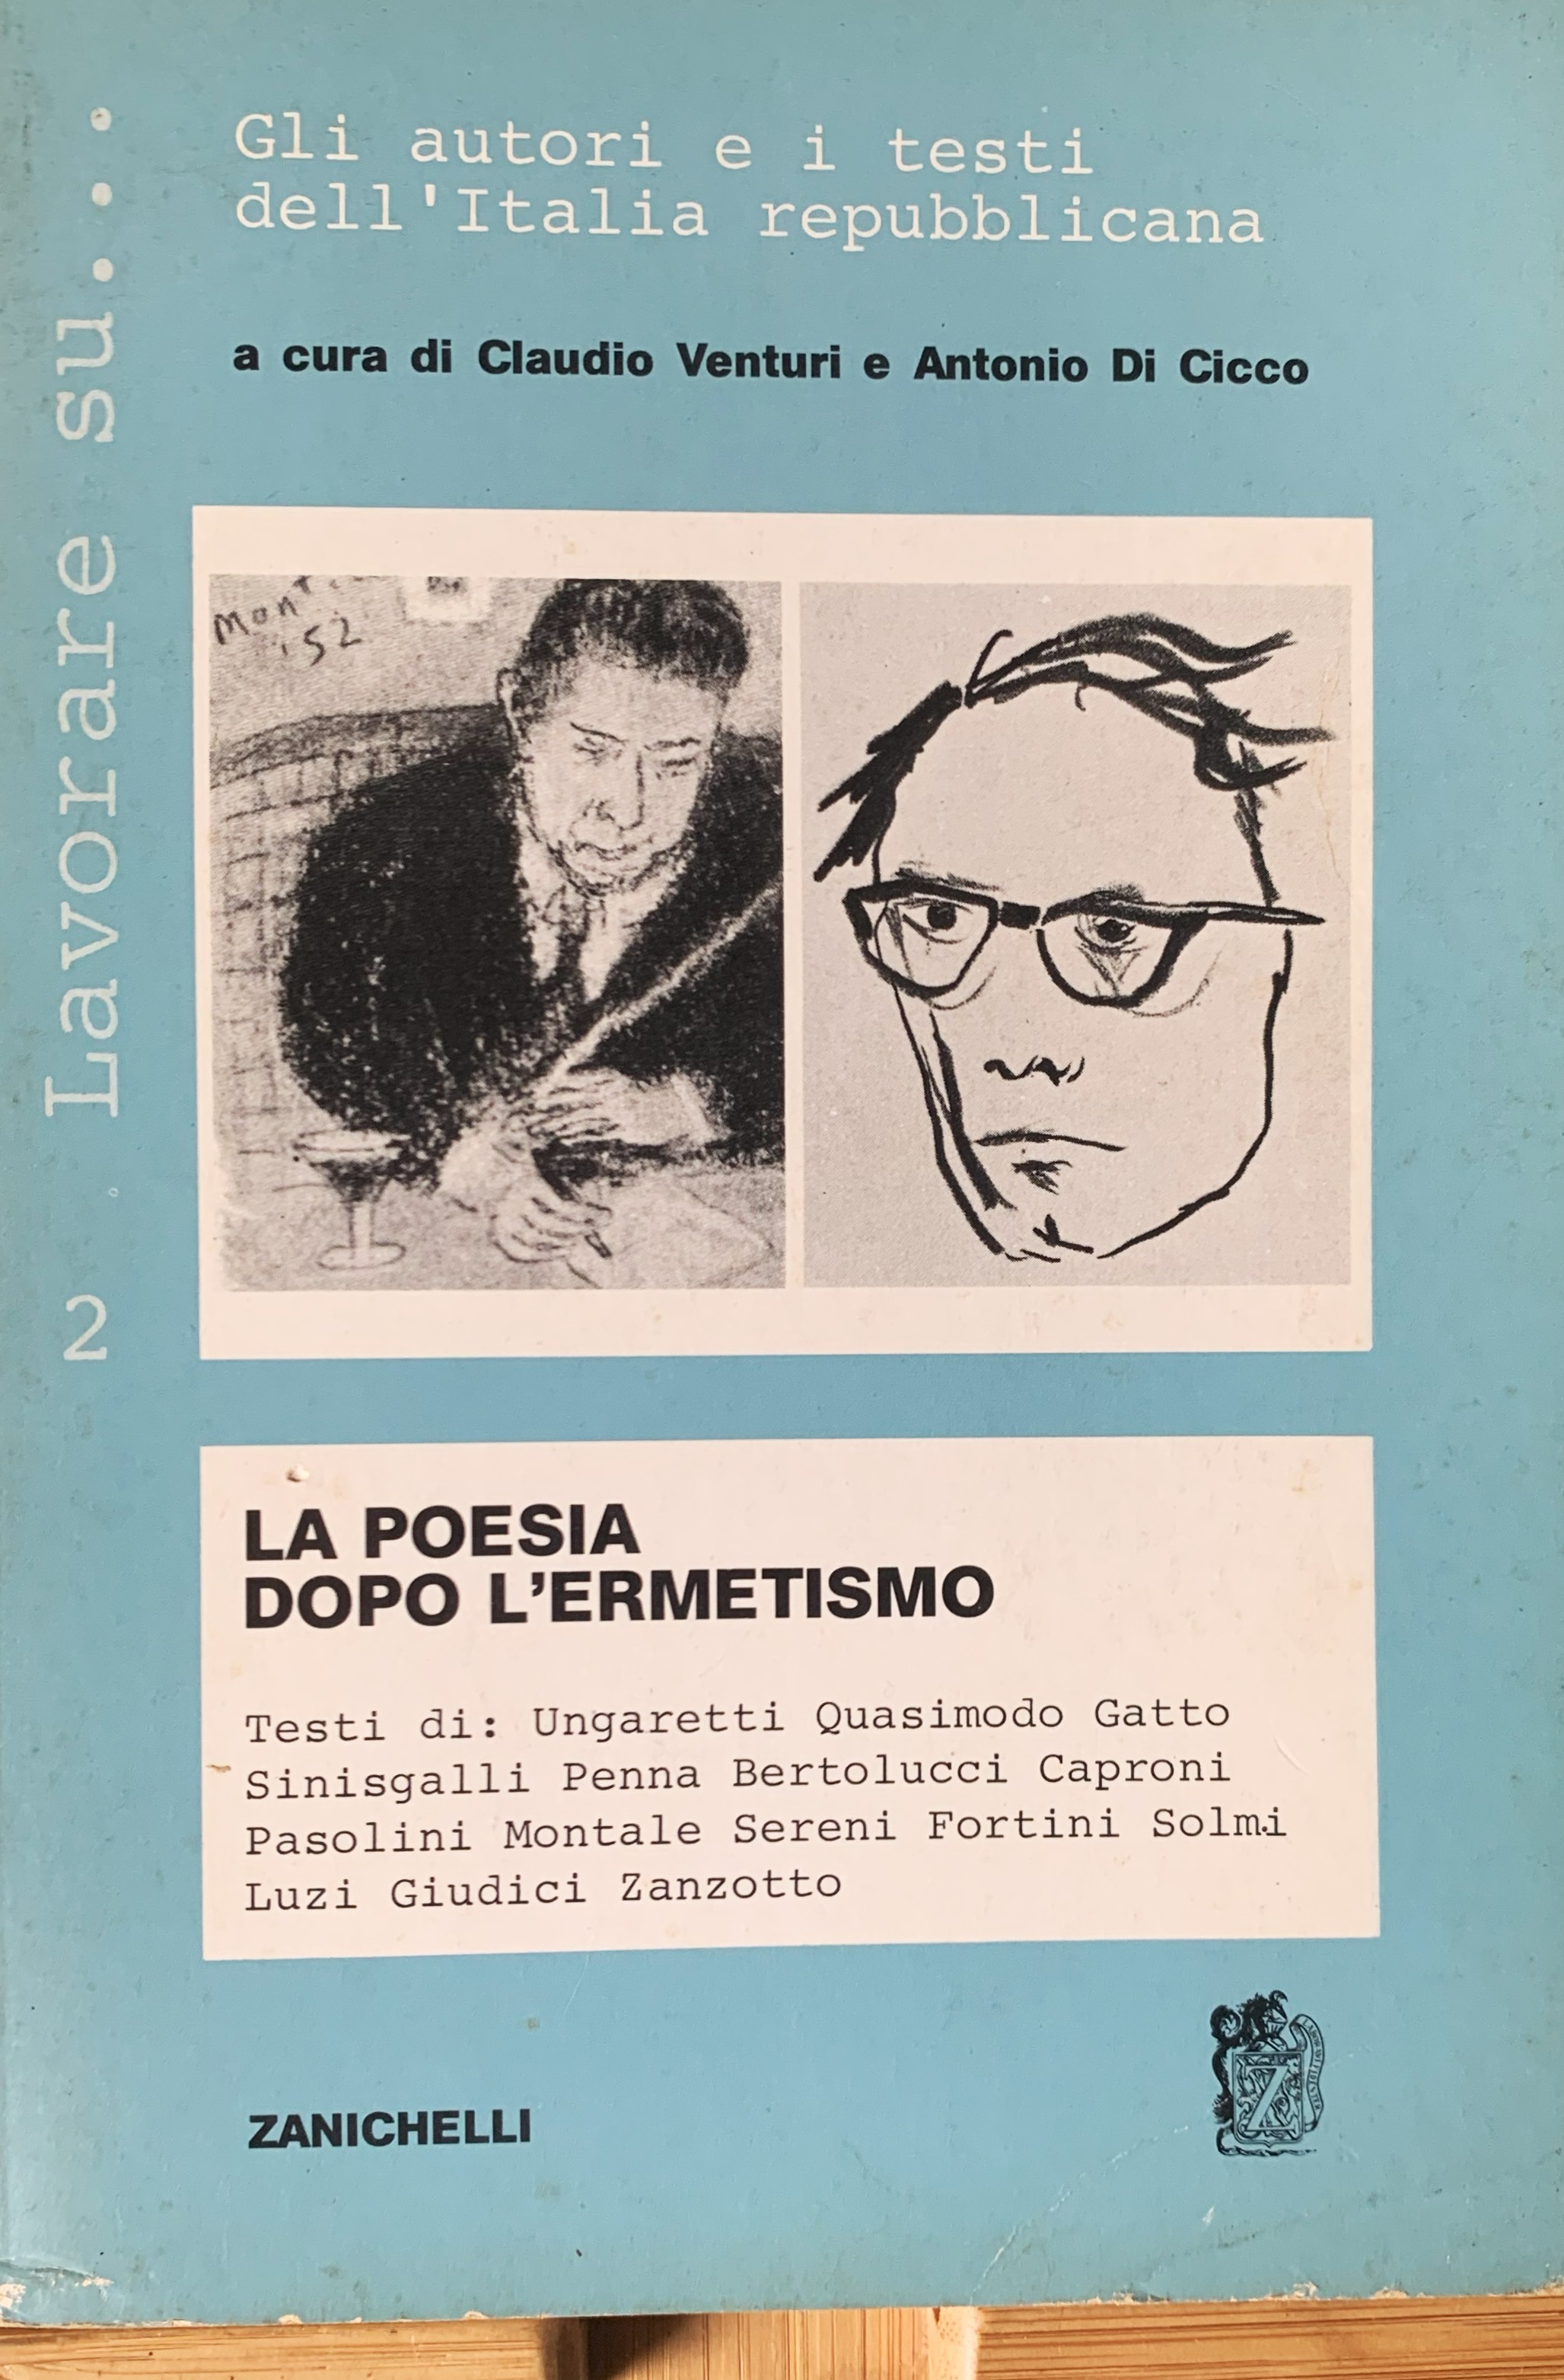 Gli autori e i testi
dell'Italia repubblicana
a cura di Claudio Venturi e Antonio Di Cicco
2 Lavorare su...
'52
LA POESIA
DOPO L'ERMETISMO
Testi di: Ungaretti Quasimodo Gatto
Sinisgalli Penna Bertolucci Caproni
Pasolini Montale Sereni Fortini Solmi
Luzi Giudici Zanzotto
ZANICHELLI
Z